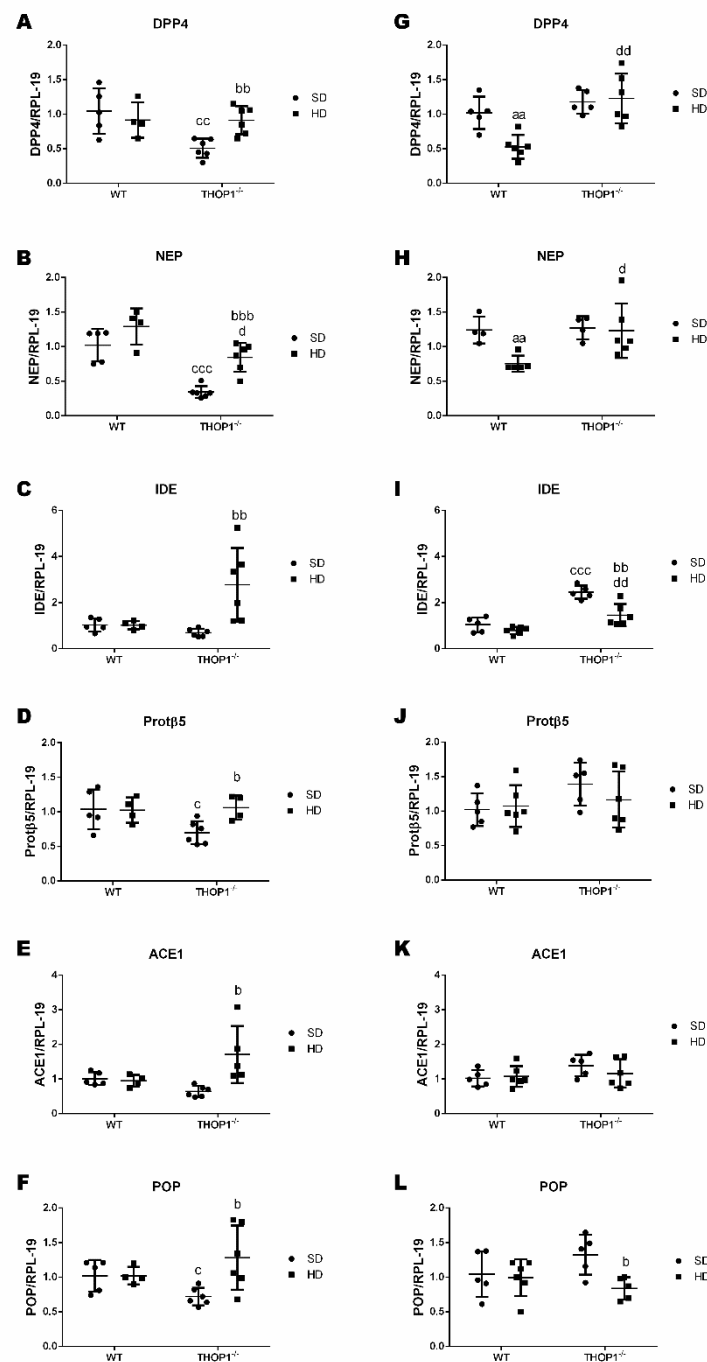 A
DPP4
DPP4/RPL-19
2.0
1.5
1.0
0.5
0.0
cc
bb
SD
HD
WT
THOP1-/-
G
DPP4
DPP4/RPL-19
2.0
1.5
1.0
0.5
0.0
aa
dd
SD
HD
WT
THOP1-/-
B
NEP
NEP/RPL-19
2.0
1.5
1.0
0.5
0.0
ccc
bbb
d
SD
HD
WT
THOP1-/-
H
NEP
NEP/RPL-19
2.0
1.5
1.0
0.5
0.0
aa
d
SD
HD
WT
THOP1-/-
C
IDE
IDE/RPL-19
6
4
2
0
bb
SD
HD
WT
THOP1-/-
I
IDE
IDE/RPL-19
6
4
2
0
ccc
bb
dd
SD
HD
WT
THOP1-/-
D
Protβ5
Protβ5/RPL-19
2.0
1.5
1.0
0.5
0.0
c
b
SD
HD
WT
THOP1-/-
J
Protβ5
Protβ5/RPL-19
2.0
1.5
1.0
0.5
0.0
SD
HD
WT
THOP1-/-
E
ACE1
ACE1/RPL-19
4
3
2
1
0
b
SD
HD
WT
THOP1-/-
K
ACE1
ACE1/RPL-19
4
3
2
1
0
SD
HD
WT
THOP1-/-
F
POP
POP/RPL-19
2.0
1.5
1.0
0.5
0.0
c
b
SD
HD
WT
THOP1-/-
L
POP
POP/RPL-19
2.0
1.5
1.0
0.5
0.0
b
SD
HD
WT
THOP1-/-